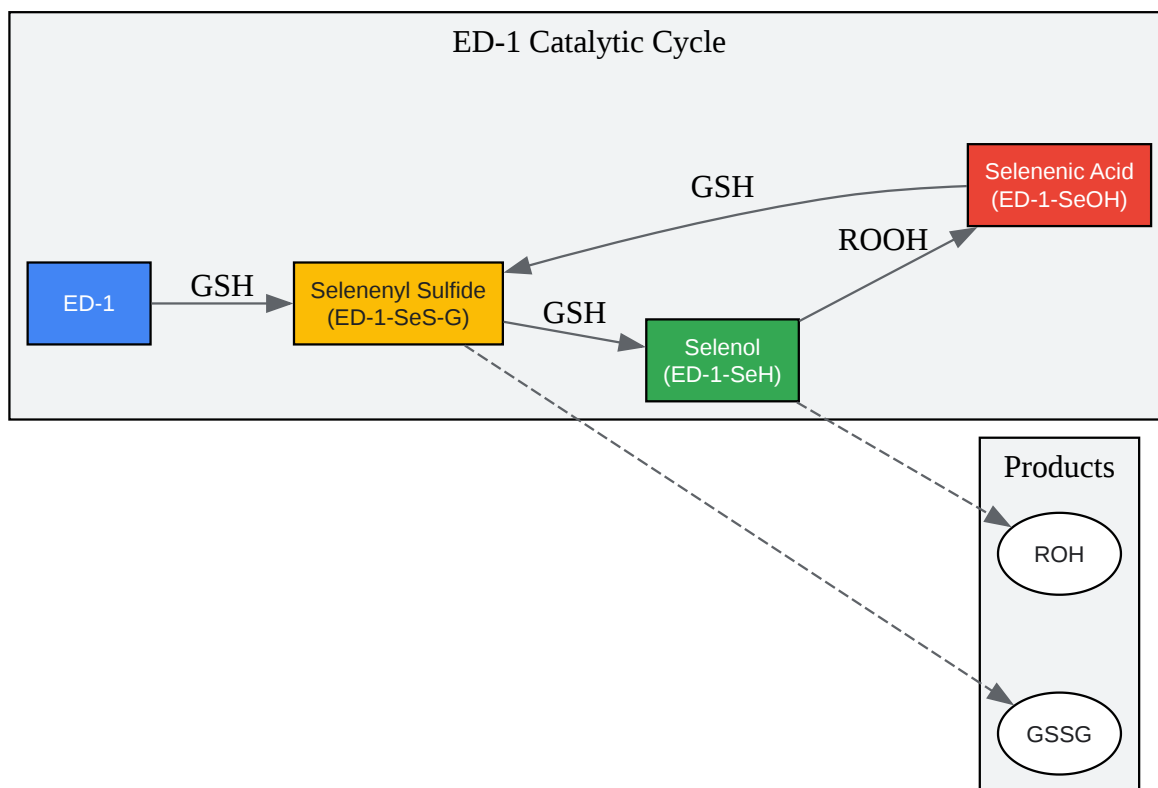 ED-1 Catalytic Cycle
Selenenic Acid
(ED-1-SeOH)
GSH
ROOH
ED-1
GSH
Selenenyl Sulfide
(ED-1-SeS-G)
GSH
Selenol
(ED-1-SeH)
Products
ROH
GSSG